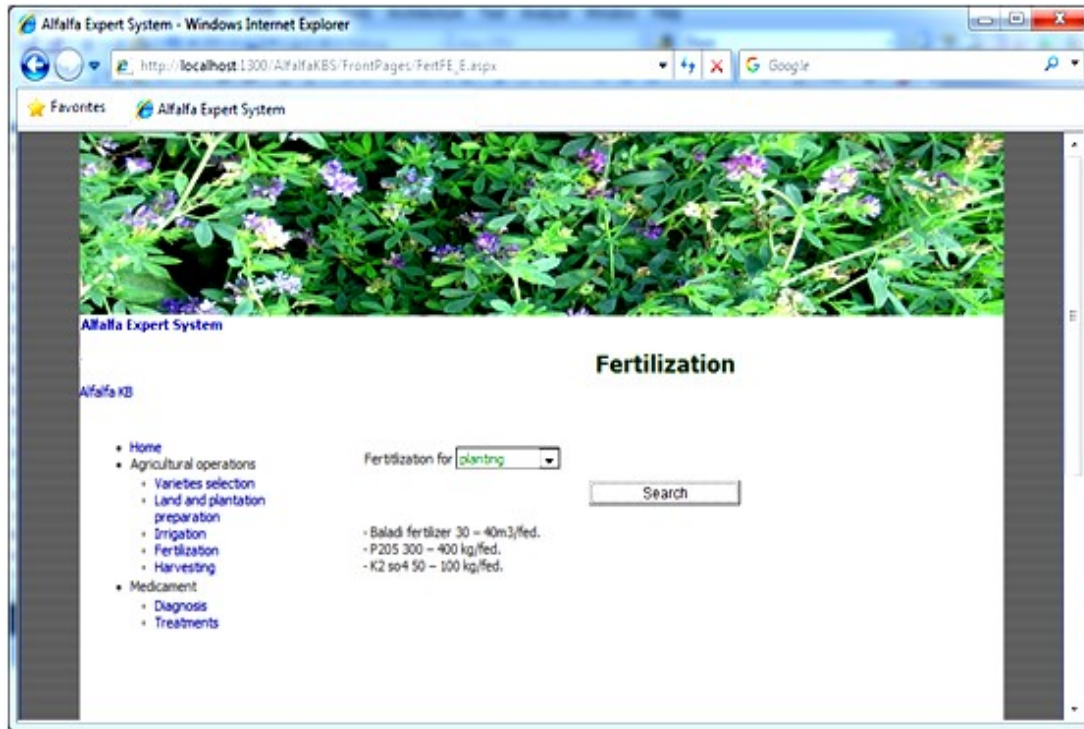 Alfalfa Expert System - Windows Internet Explorer
http://localhost:1300/AlfalfaKBS/FrontPages/FertFE_E.aspx
Google
Favorites
Alfalfa Expert System
Alfalfa Expert System
Fertilization
Alfalfa KB
Home
Agricultural operations
Varieties selection
Land and plantation
preparation
Irrigation
Fertilization
Harvesting
Medicament
Diagnosis
Treatments
Fertitlization for planting
Search
- Baladi fertilizer 30 – 40m3/fed.
- P205 300 – 400 kg/fed.
- K2 so4 50 – 100 kg/fed.